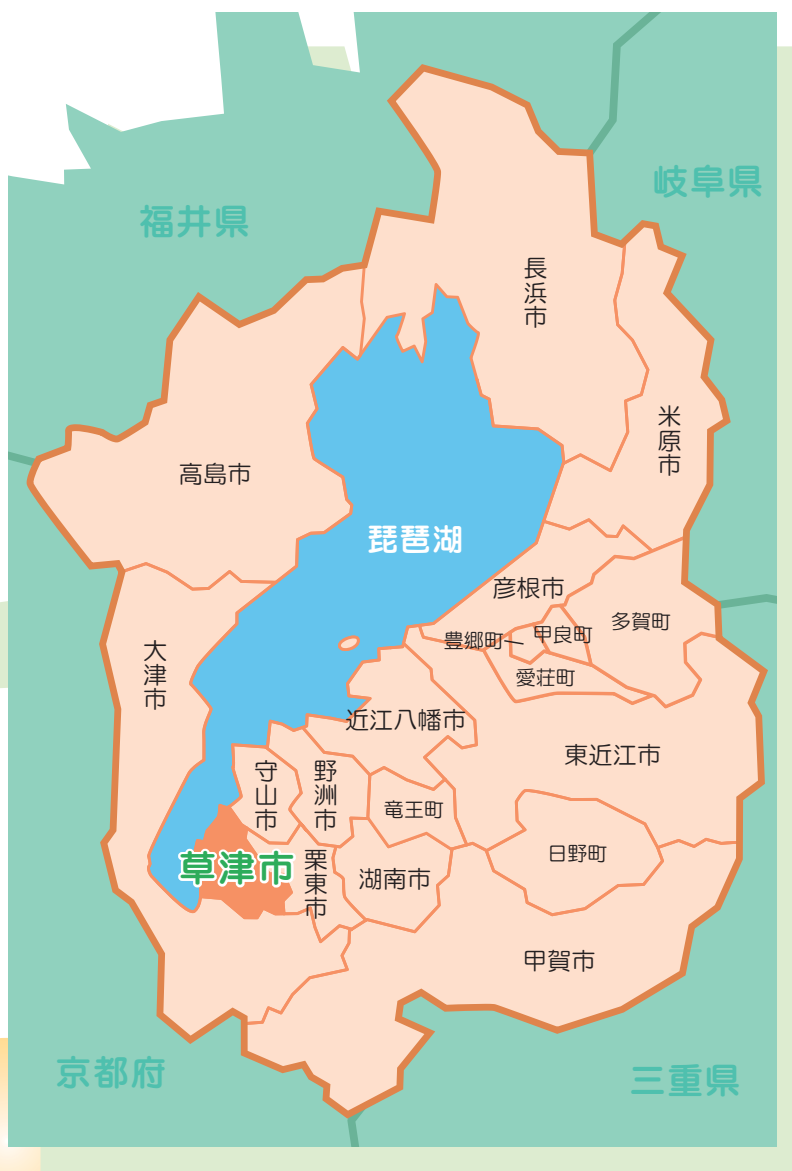 岐阜県
福井県
長浜市
米原市
高島市
琵琶湖
彦根市
多賀町
豊郷町
甲良町
愛荘町
大津市
近江八幡市
東近江市
守山市
野洲市
竜王町
日野町
草津市
栗東市
湖南市
甲賀市
京都府
三重県